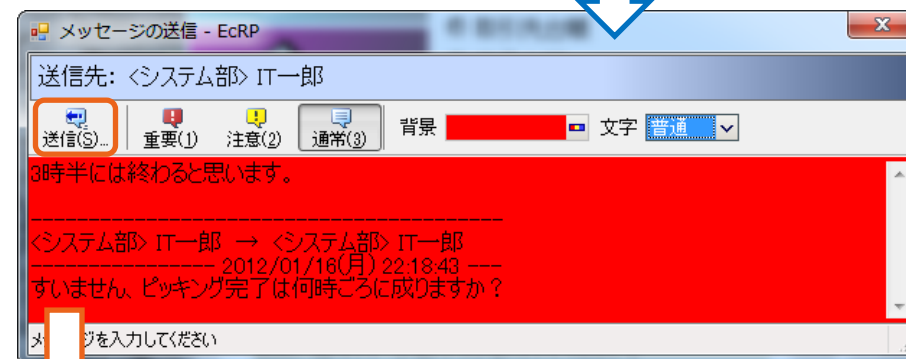 メッセージの送信 - EcRP
送信先: <システム部> IT一郎
送信(S)... 重要(1) 注意(2) 通常(3) 背景 文字 普通
3時半には終わると思います。
----------------------------------------
<システム部> IT一郎 → <システム部> IT一郎
---------------- 2012/01/16(月) 22:18:43 ---
すいません、ピッキング完了は何時ごろに成りますか？
ジを入力してください